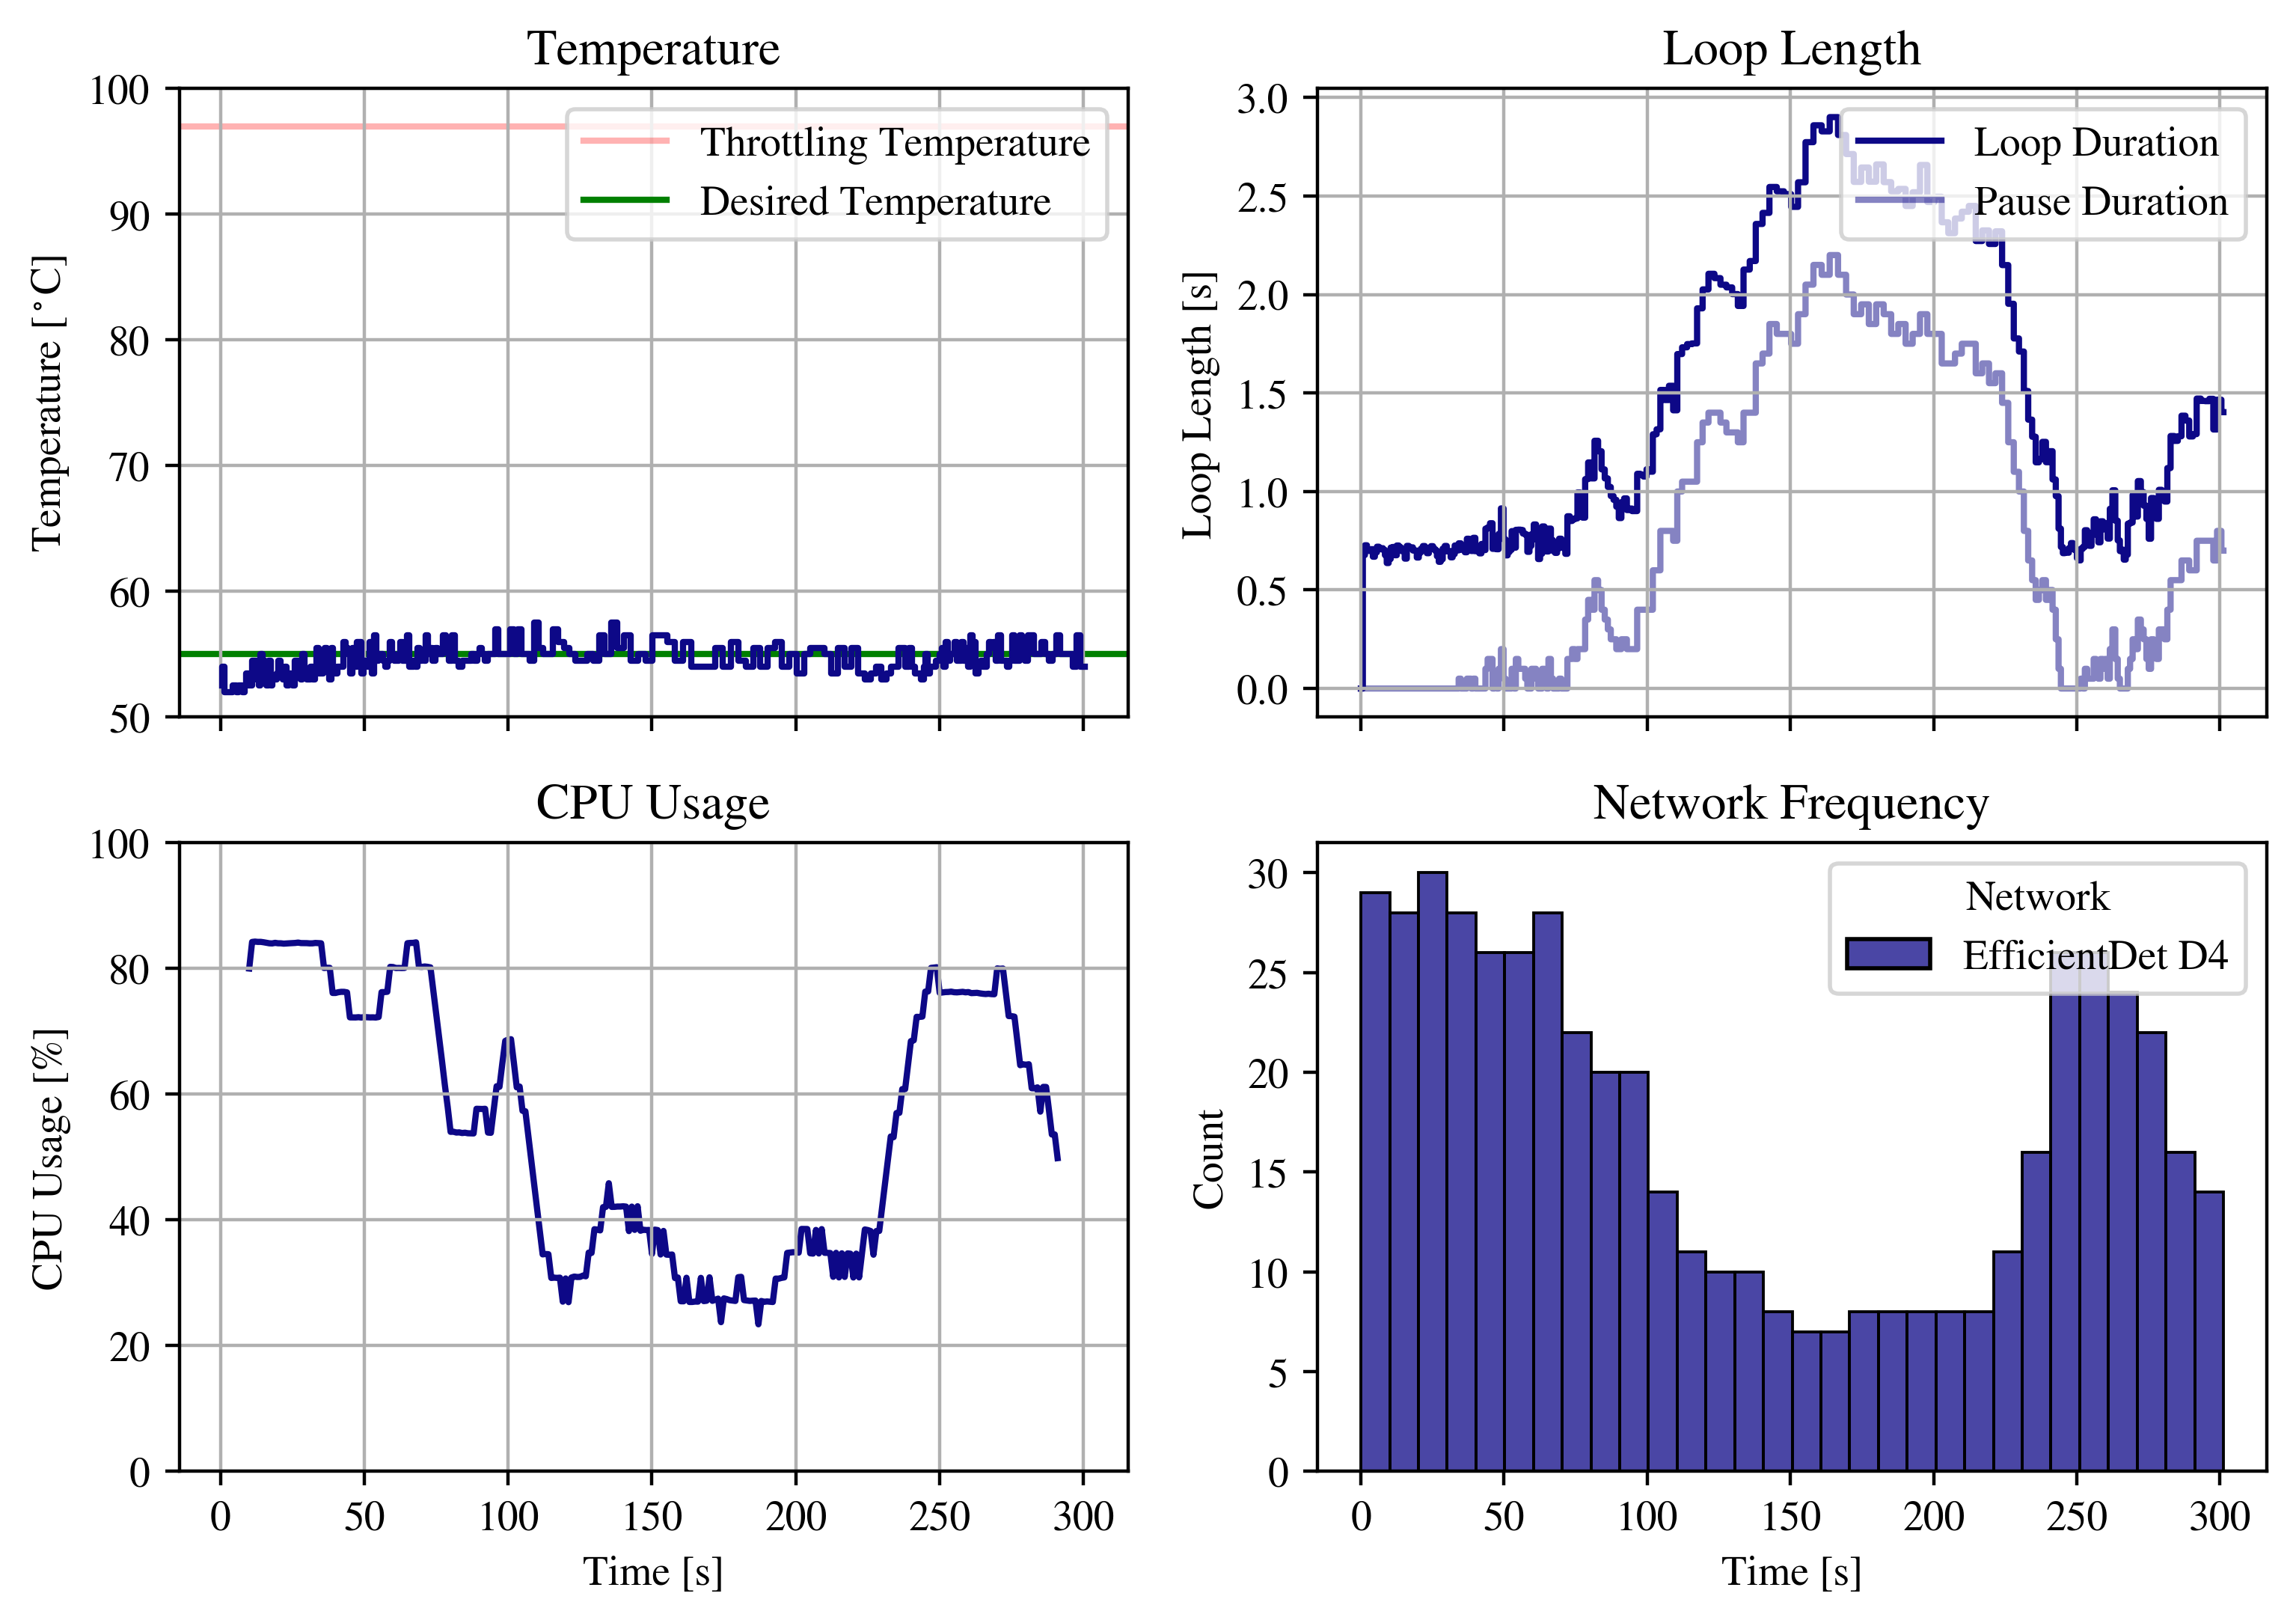 Temperature
Loop Length
100
90
80
70
60
50
Temperature [°C]
Throttling Temperature
Desired Temperature
3.0
2.5
2.0
1.5
1.0
0.5
0.0
Loop Length [s]
Loop Duration
Pause Duration
CPU Usage
Network Frequency
100
80
60
40
20
0
CPU Usage [%]
0 50 100 150 200 250 300
Time [s]
30
25
20
15
10
5
0
Count
Network
EfficientDet D4
0 50 100 150 200 250 300
Time [s]